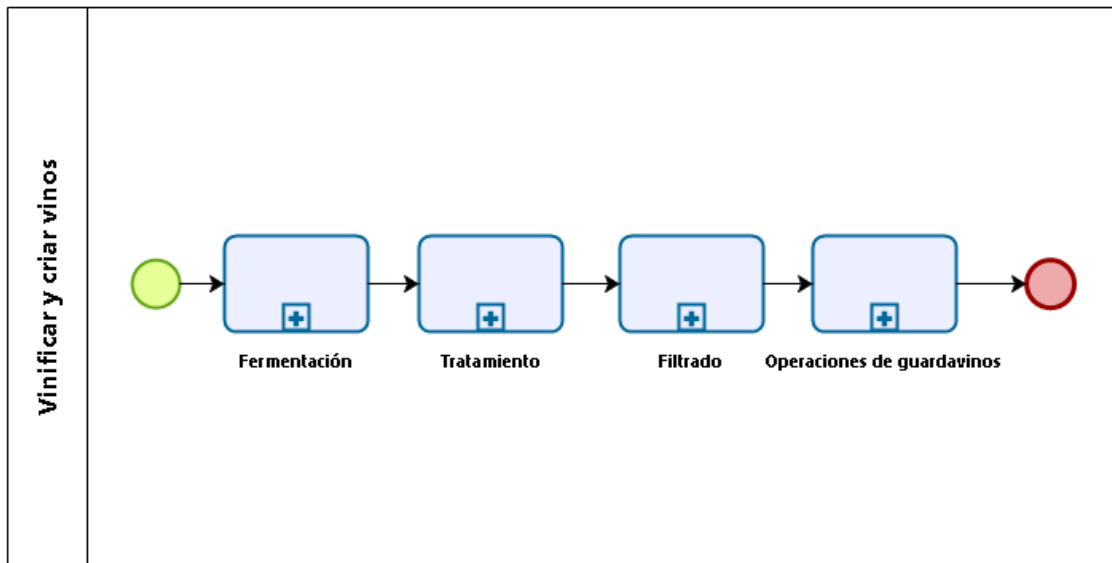 Vinificar y criar vinos
Fermentación
Tratamiento
Filtrado
Operaciones de guardavinos